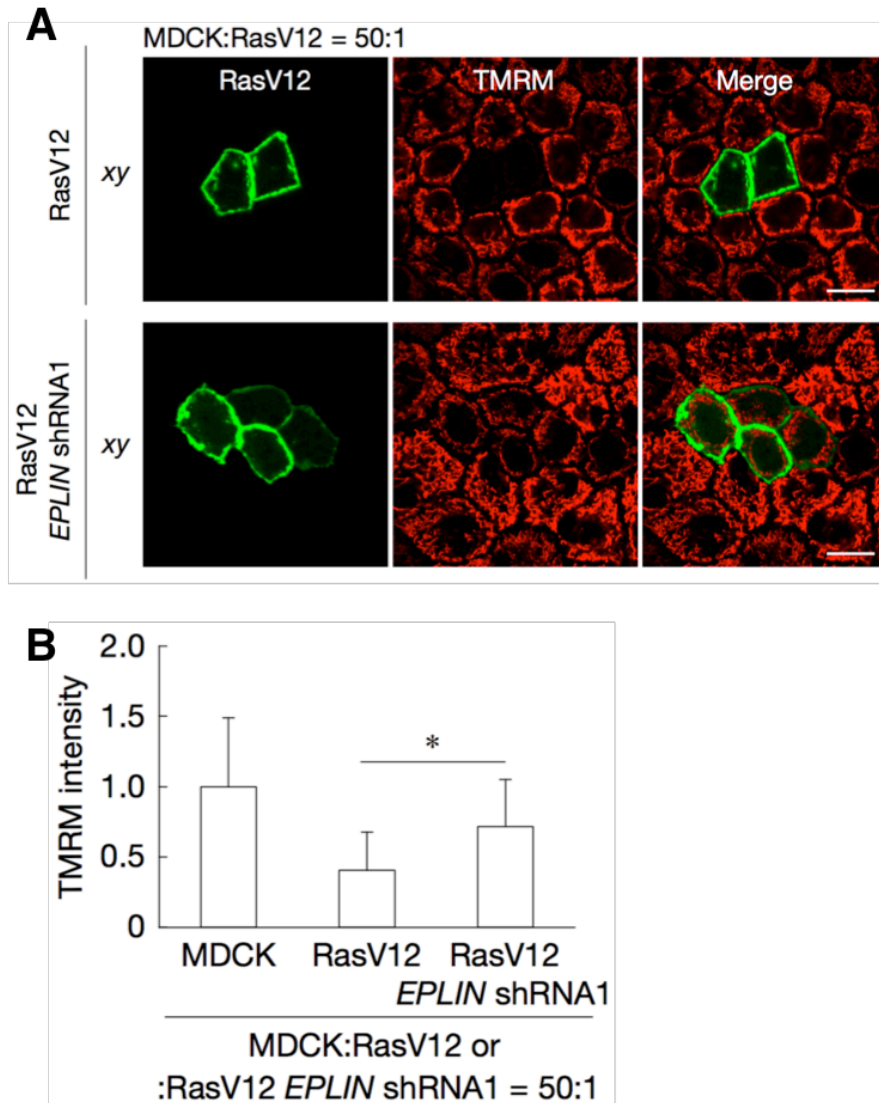 A
MDCK:RasV12 = 50:1
RasV12
TMRM
Merge
RasV12
xy
RasV12
EPLIN shRNA1
xy
B
TMRM intensity
2.0
1.5
1.0
0.5
0
*
MDCK
RasV12
RasV12
EPLIN shRNA1
MDCK:RasV12 or
:RasV12 EPLIN shRNA1 = 50:1